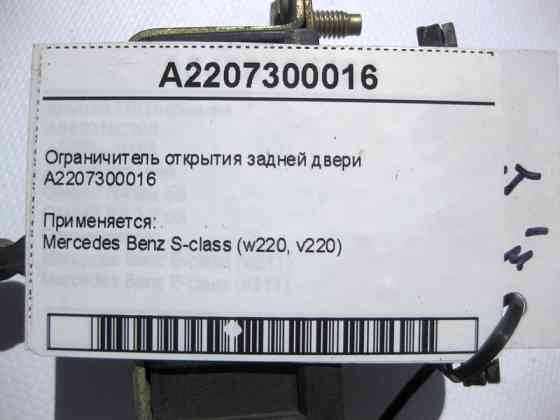 A2207300016
Ограничитель открытия задней двери
A2207300016
Применяется:
Mercedes Benz S-class (w220, v220)